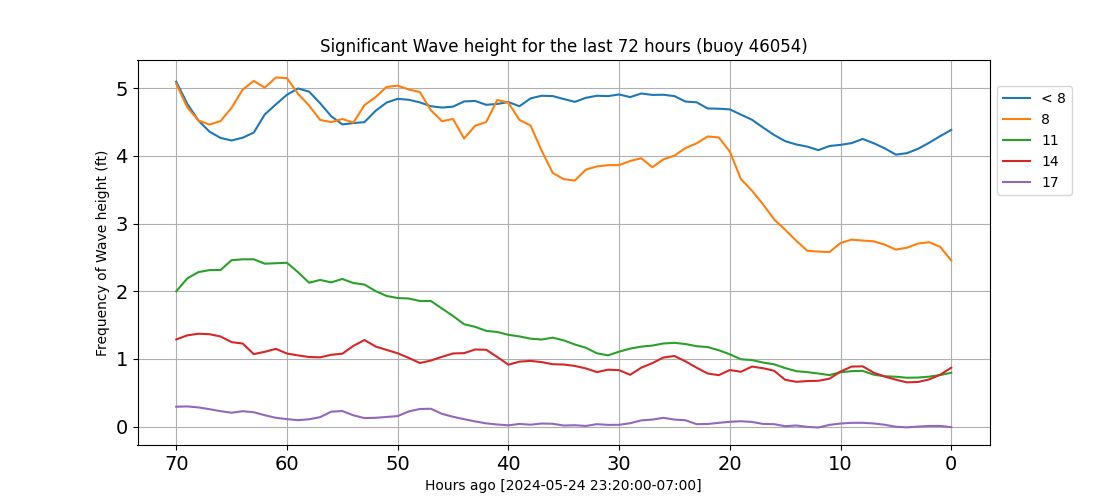 Significant Wave height for the last 72 hours (buoy 46054)
Frequency of Wave height (ft)
5
4
3
2
1
0
70 60 50 40 30 20 10 0
Hours ago [2024-05-24 23:20:00-07:00]
< 8
8
11
14
17